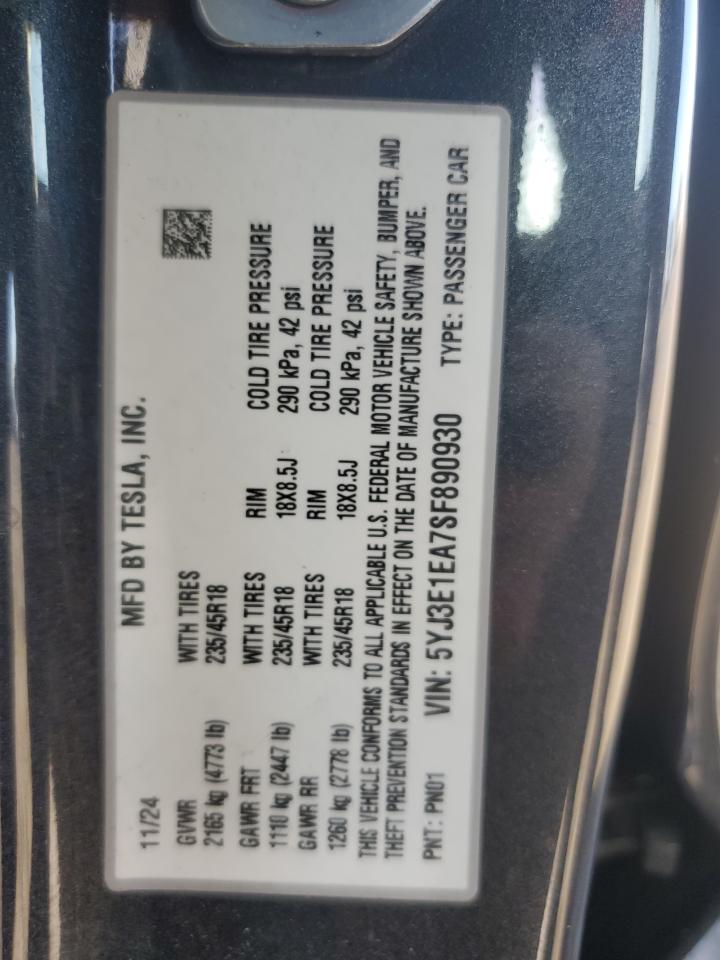 MFD BY TESLA, INC.
11/24
GVWR WITH TIRES
2165 kg (4773 lb) 235/45R18
GAWR FRT WITH TIRES RIM COLD TIRE PRESSURE
1110 kg (2447 lb) 235/45R18 18X8.5J 290 kPa, 42 psi
GAWR RR WITH TIRES RIM COLD TIRE PRESSURE
1260 kg (2778 lb) 235/45R18 18X8.5J 290 kPa, 42 psi
THIS VEHICLE CONFORMS TO ALL APPLICABLE U.S. FEDERAL MOTOR VEHICLE SAFETY, BUMPER, AND
THEFT PREVENTION STANDARDS IN EFFECT ON THE DATE OF MANUFACTURE SHOWN ABOVE.
PNT: PN01 VIN: 5YJ3E1EA7SF890930 TYPE: PASSENGER CAR